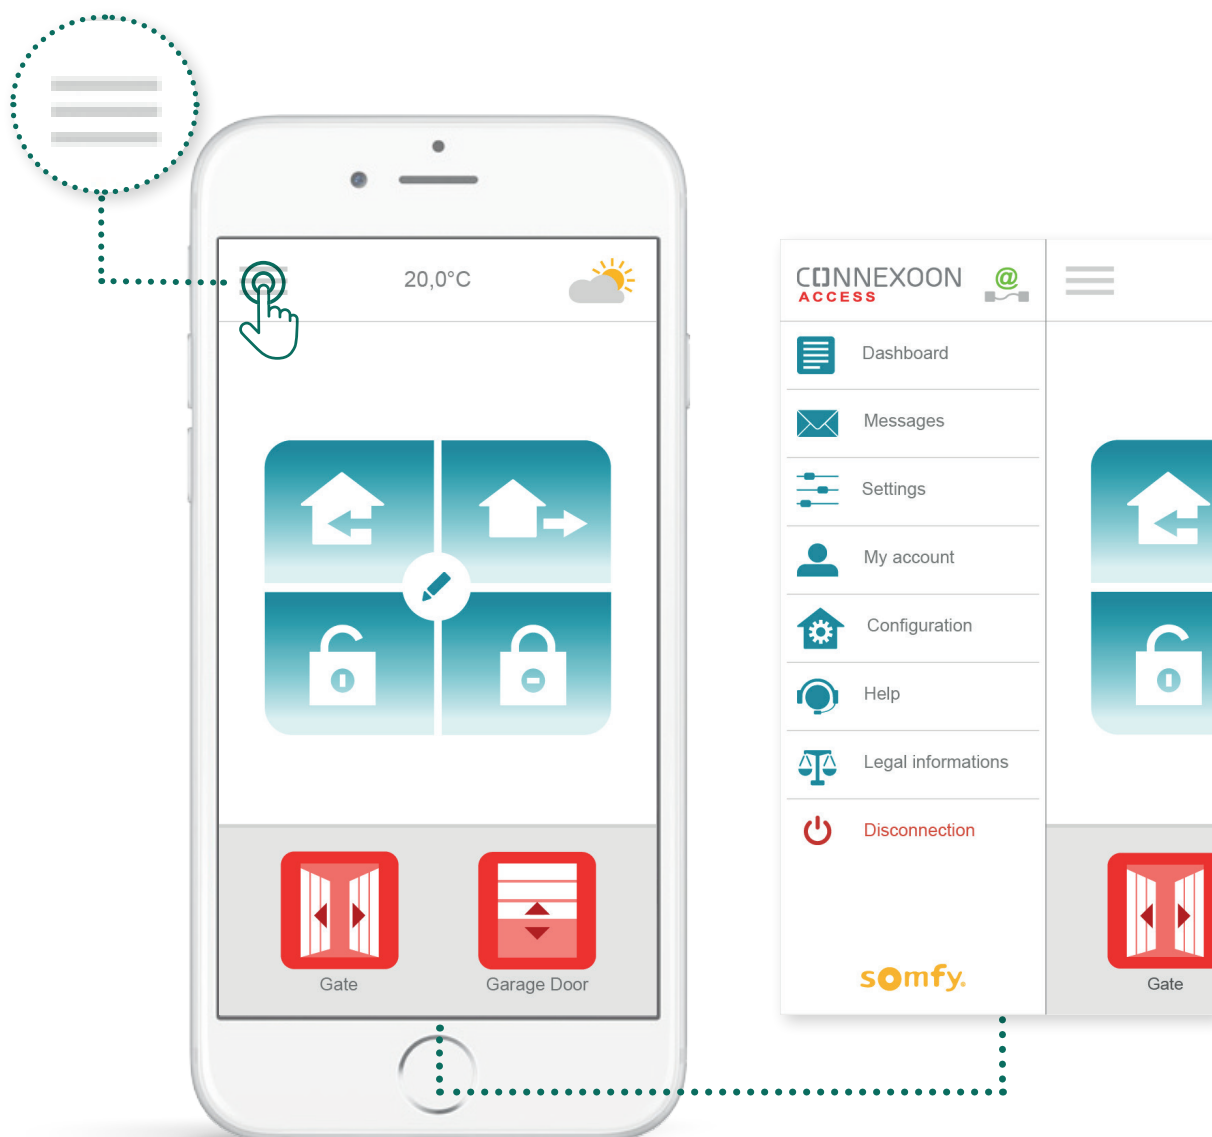 20,0°C
Gate
Garage Door
CONNEXOON
ACCESS
@
Dashboard
Messages
Settings
My account
Configuration
Help
Legal informations
Disconnection
somfy.
Gate